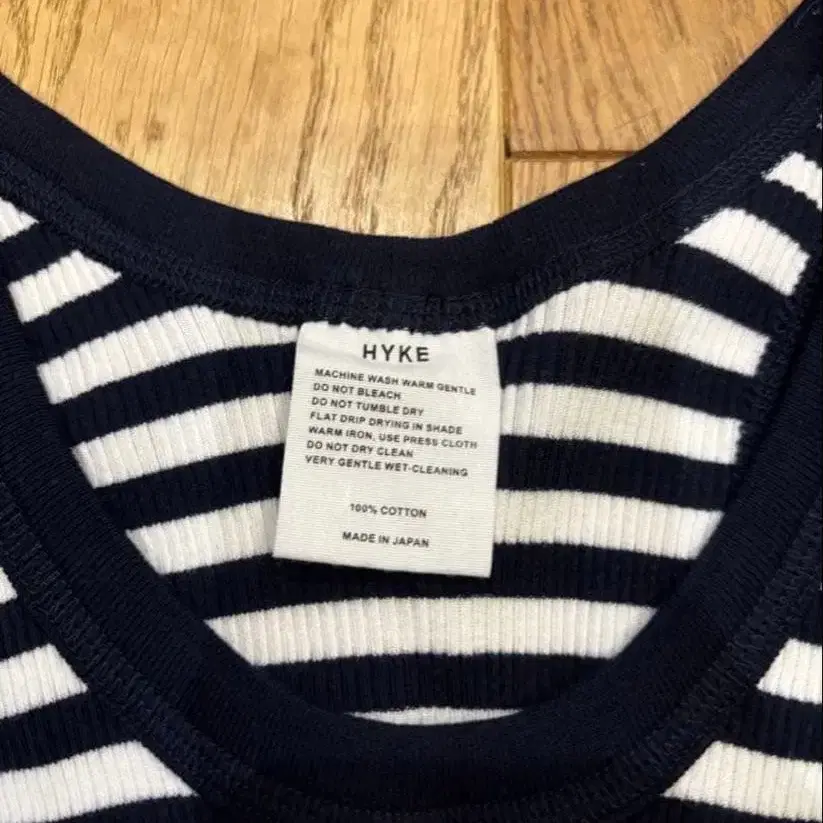 HYKE
MACHINE WASH WARM GENTLE
DO NOT BLEACH
DO NOT TUMBLE DRY
FLAT DRIP DRYING IN SHADE
WARM IRON, USE PRESS CLOTH
DO NOT DRY CLEAN
VERY GENTLE WET-CLEANING
100% COTTON
MADE IN JAPAN